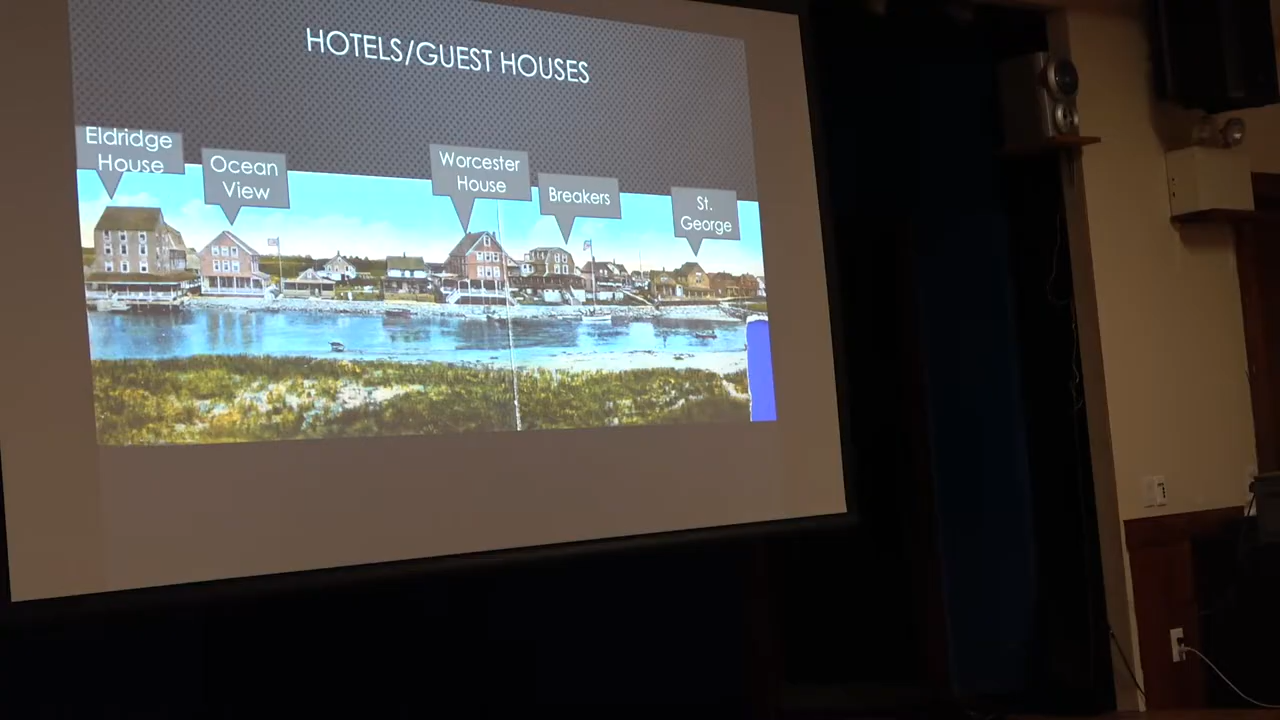 HOTELS/GUEST HOUSES
Eldridge
House
Ocean
View
Worcester
House
Breakers
St.
George